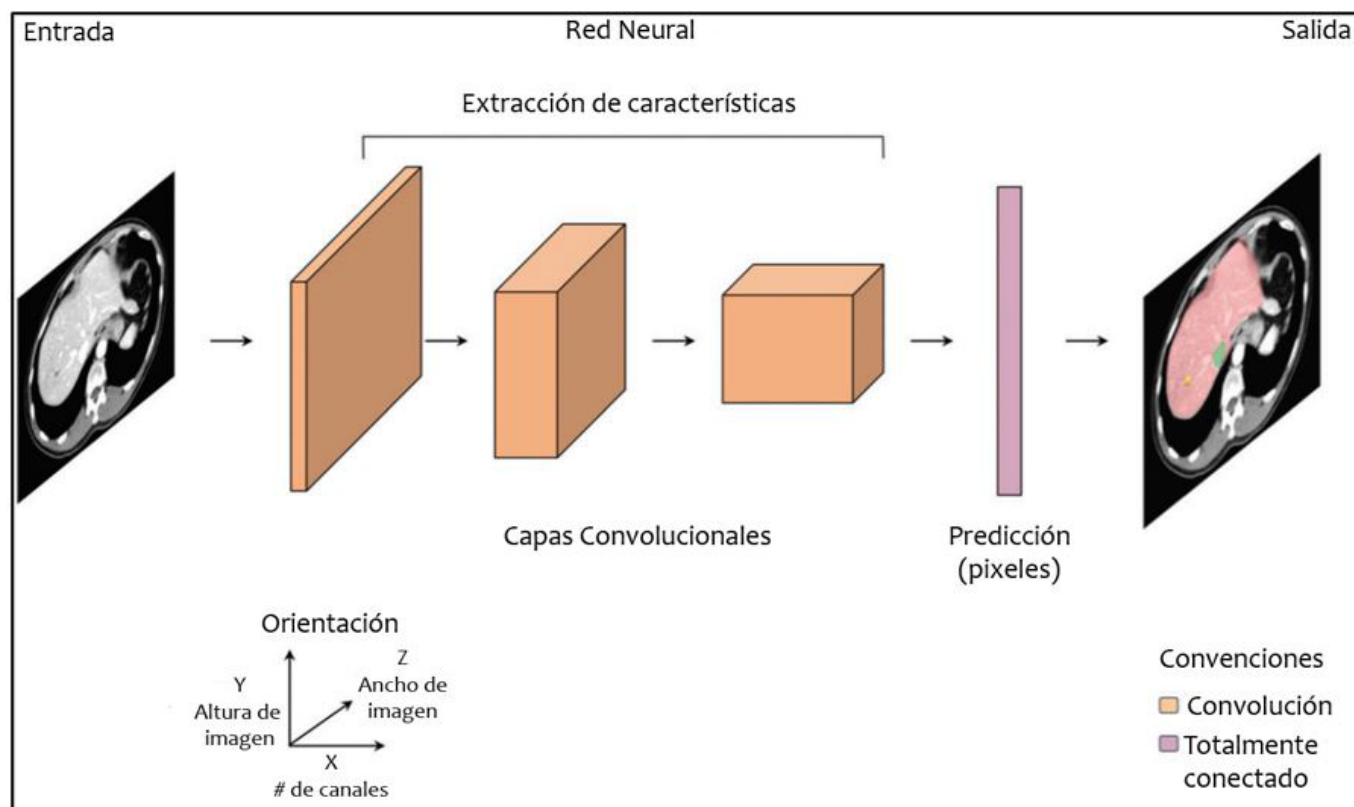 Entrada
Red Neural
Salida
Extracción de característícas
Capas Convolucionales
Predicción
(pixeles)
Orientación
Y
Altura de
imagen
Z
Ancho de
imagen
X
# de canales
Convenciones
Convolución
Totalmente
conectado